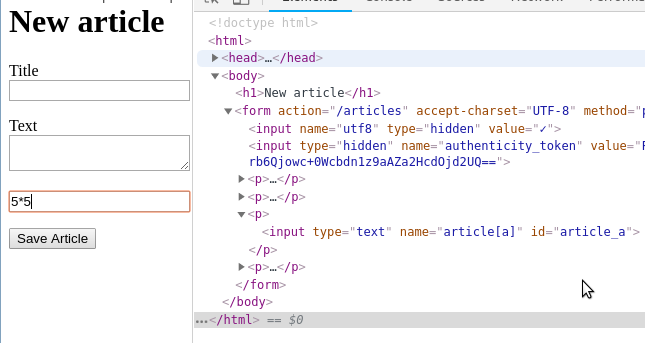 New article
Title
Text
5*5
Save Article
<!doctype html>
<html>
▶<head>…</head>
▼<body>
<h1>New article</h1>
▼<form action="/articles" accept-charset="UTF-8" method="
<input name="utf8" type="hidden" value="✓">
<input type="hidden" name="authenticity_token" value="
rb6Qjowc+0Wcbdn1z9aAZa2HcdOjd2UQ==">
▶<p>…</p>
▶<p>…</p>
▼<p>
<input type="text" name="article[a]" id="article_a">
</p>
▶<p>…</p>
</form>
</body>
…</html> == $0